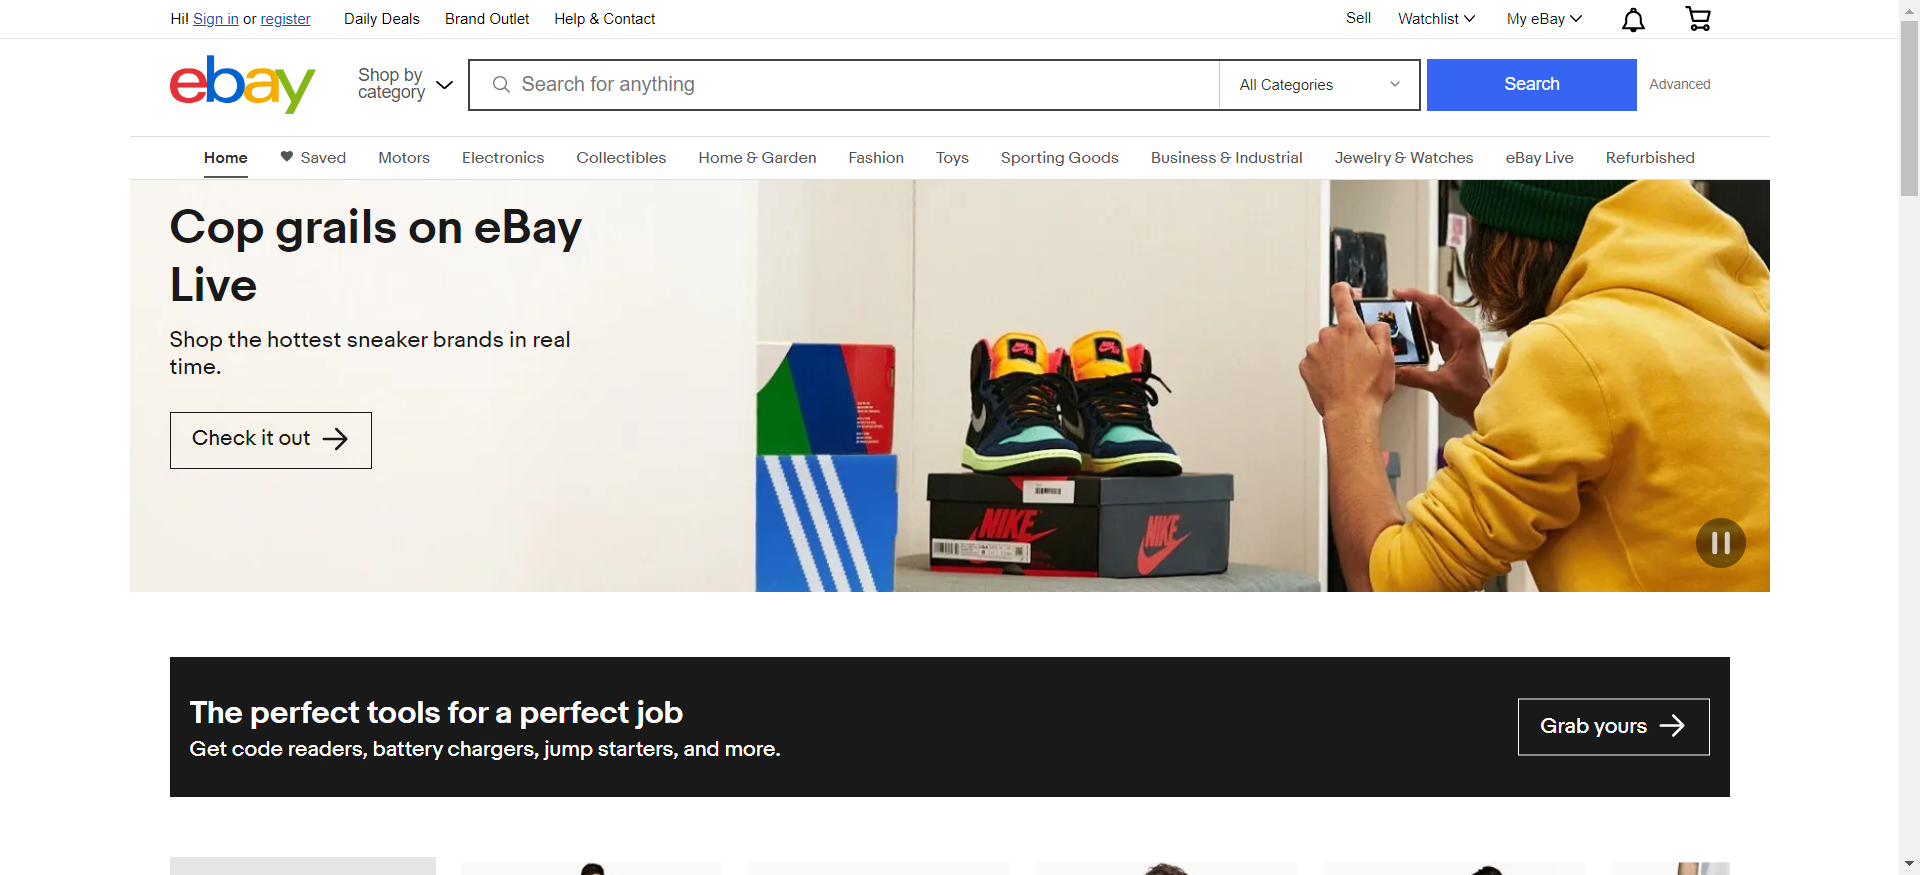 Hi! Sign in or register
Daily Deals
Brand Outlet
Help & Contact
Sell
Watchlist
My eBay
ebay
Shop by
category
Search for anything
All Categories
Search
Advanced
Home
Saved
Motors
Electronics
Collectibles
Home & Garden
Fashion
Toys
Sporting Goods
Business & Industrial
Jewelry & Watches
eBay Live
Refurbished
Cop grails on eBay
Live
Shop the hottest sneaker brands in real
time.
Check it out
NIKE
NIKE
The perfect tools for a perfect job
Get code readers, battery chargers, jump starters, and more.
Grab yours